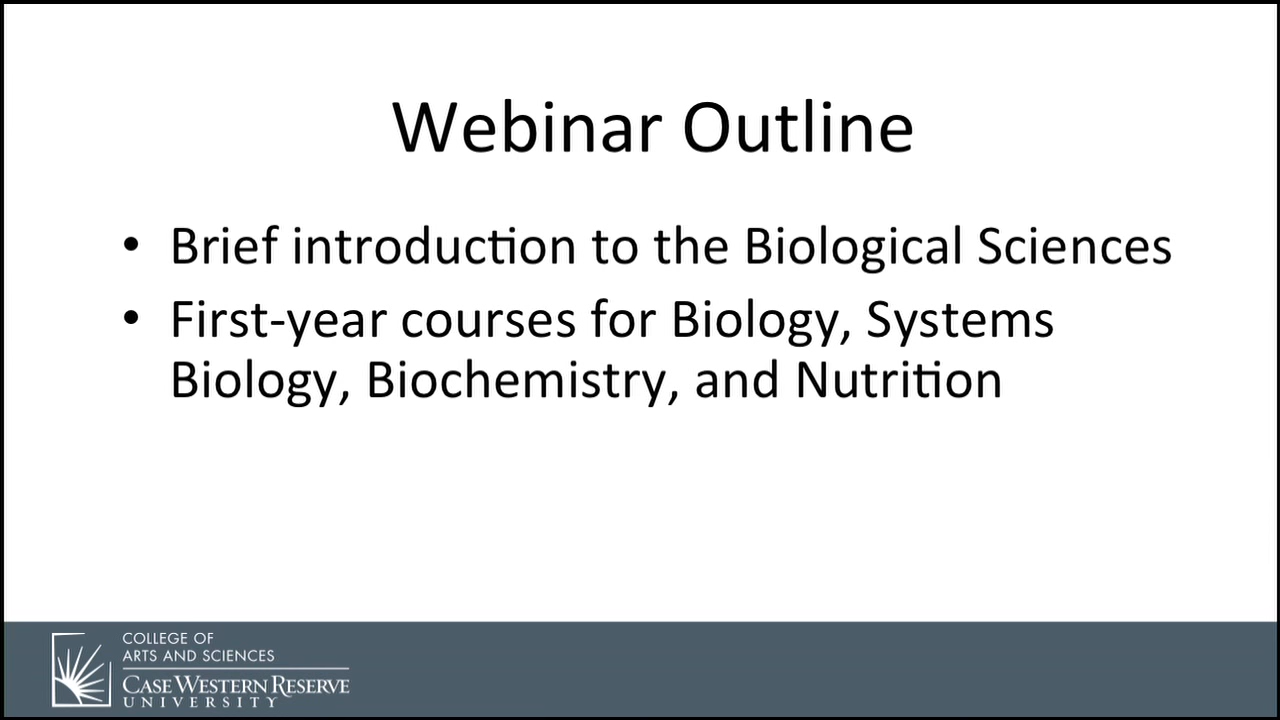 Webinar Outline
• Brief introduction to the Biological Sciences
• First-year courses for Biology, Systems
Biology, Biochemistry, and Nutrition
COLLEGE OF
ARTS AND SCIENCES
CASE WESTERN RESERVE
UNIVERSITY